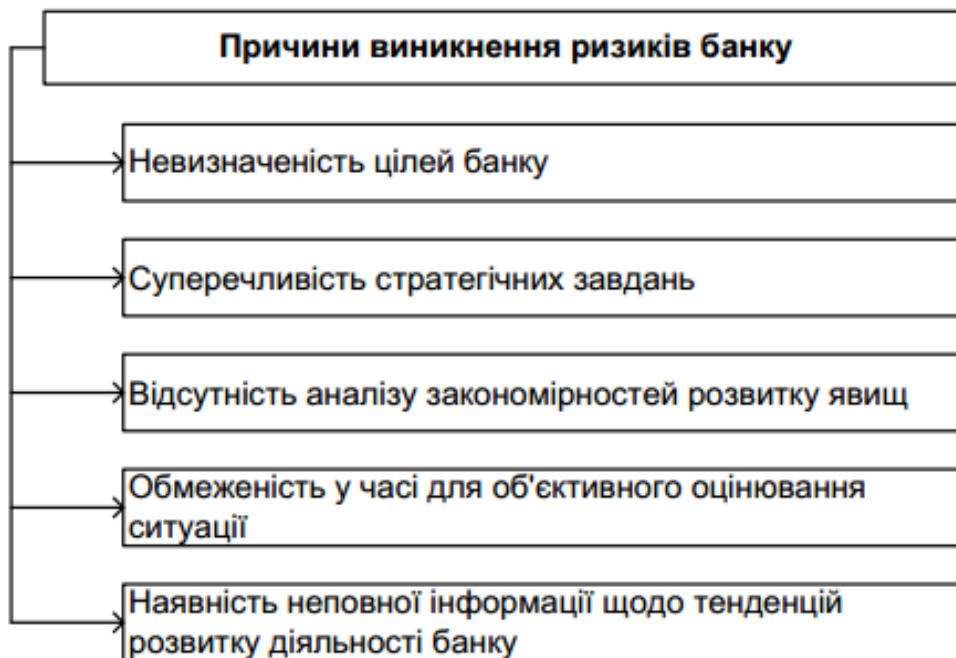 Причини виникнення ризиків банку
Невизначеність цілей банку
Суперечливість стратегічних завдань
Відсутність аналізу закономірностей розвитку явищ
Обмеженість у часі для об'єктивного оцінювання
ситуації
Наявність неповної інформації щодо тенденцій
розвитку діяльності банку